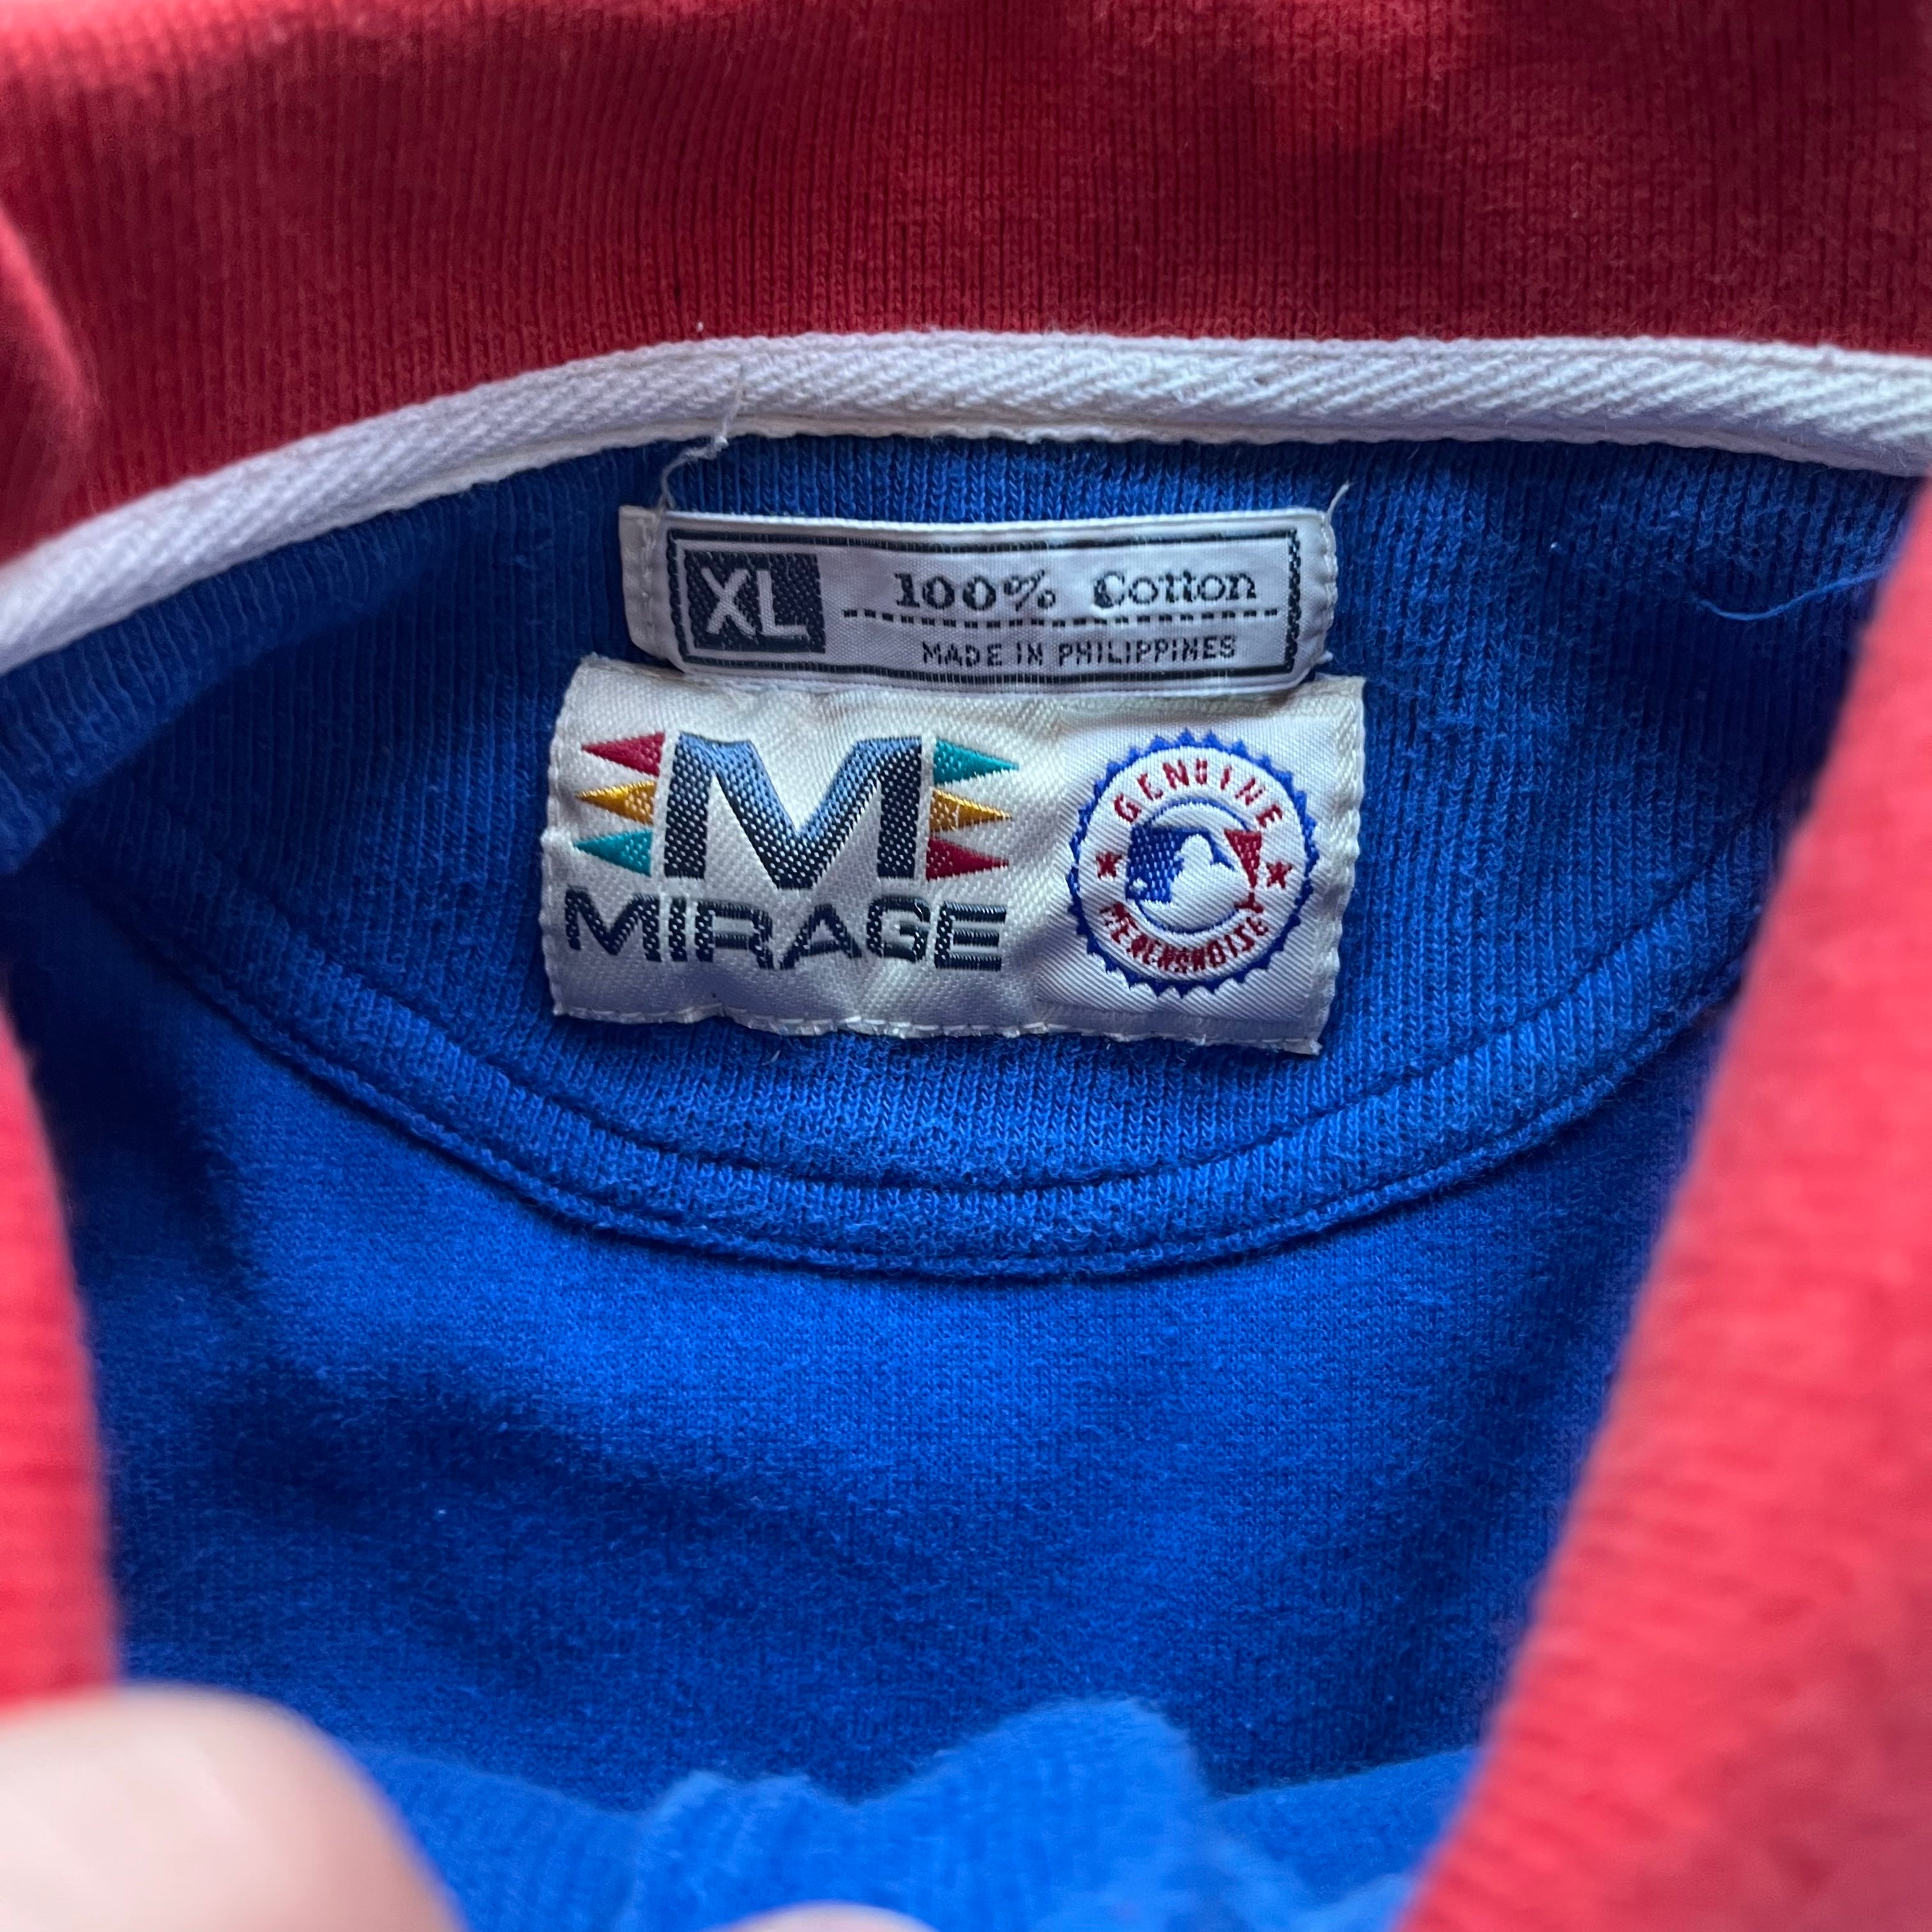 XL
100% Cotton
MADE IN PHILIPPINES
M
MIRAGE
GENUINE
MERCHANDISE